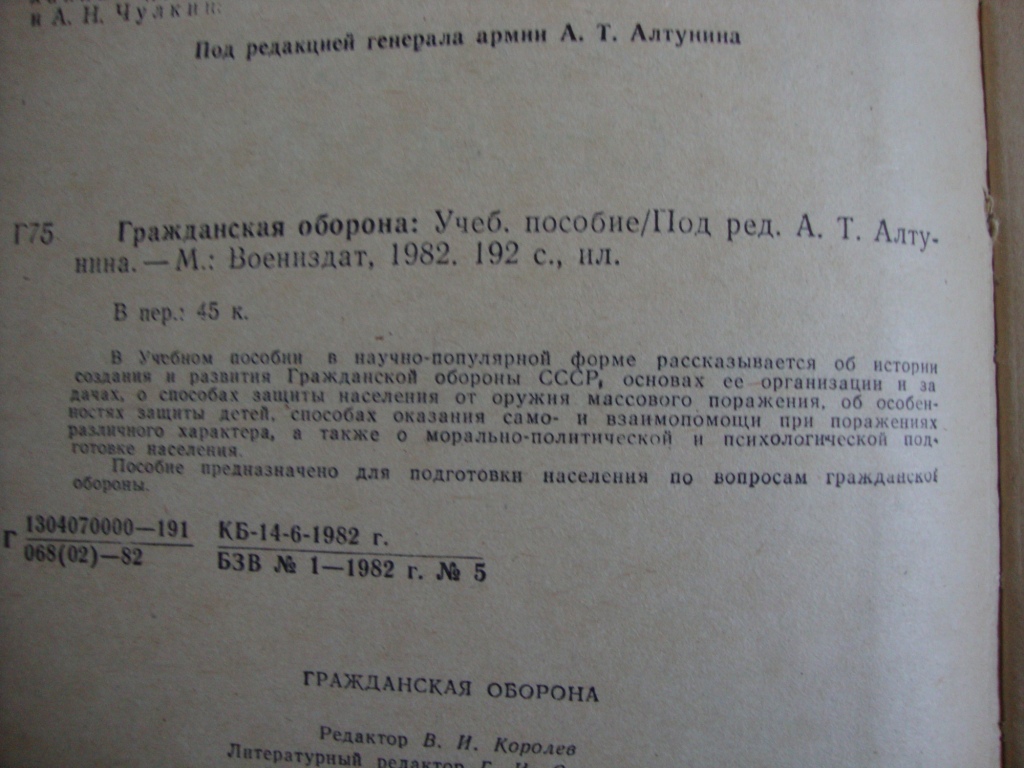 и А. Н. Чулкин.
Под редакцией генерала армии А. Т. Алтунина
Г75 Гражданская оборона: Учеб. пособие/Под ред. А. Т. Алту-
нина. — М.: Воениздат, 1982. 192 с., ил.
В пер.: 45 к.
В Учебном пособии в научно-популярной форме рассказывается об истории
создания и развития Гражданской обороны СССР, основах ее организации и за
дачах, о способах защиты населения от оружия массового поражения, об особен-
ностях защиты детей, способах оказания само- и взаимопомощи при поражениях
различного характера, а также о морально-политической и психологической под-
готовке населения.
Пособие предназначено для подготовки населения по вопросам гражданской
обороны.
Г 1304070000—191 КБ-14-6-1982 г.
068(02)—82 БЗВ № 1—1982 г. № 5
ГРАЖДАНСКАЯ ОБОРОНА
Редактор В. И. Королев
Литературный редактор